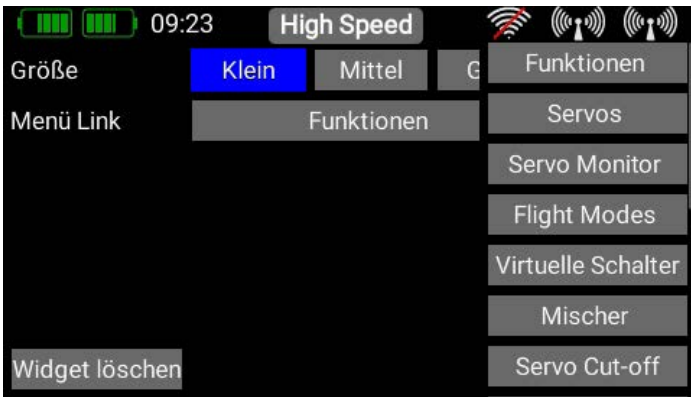 09:23 High Speed
Größe Klein Mittel G
Menü Link Funktionen
Widget löschen
Funktionen
Servos
Servo Monitor
Flight Modes
Virtuelle Schalter
Mischer
Servo Cut-off